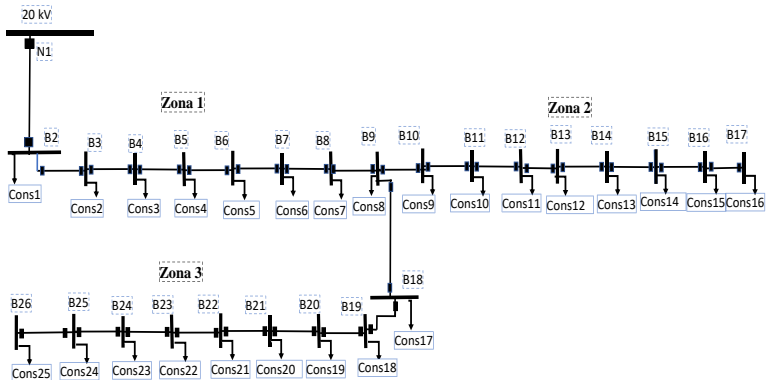 20 kV
N1
Zona 1
Zona 2
B2
B3
B4
B5
B6
B7
B8
B9
B10
B11
B12
B13
B14
B15
B16
B17
Cons1
Cons2
Cons3
Cons4
Cons5
Cons6
Cons7
Cons8
Cons9
Cons10
Cons11
Cons12
Cons13
Cons14
Cons15
Cons16
Zona 3
B18
B26
B25
B24
B23
B22
B21
B20
B19
Cons17
Cons25
Cons24
Cons23
Cons22
Cons21
Cons20
Cons19
Cons18